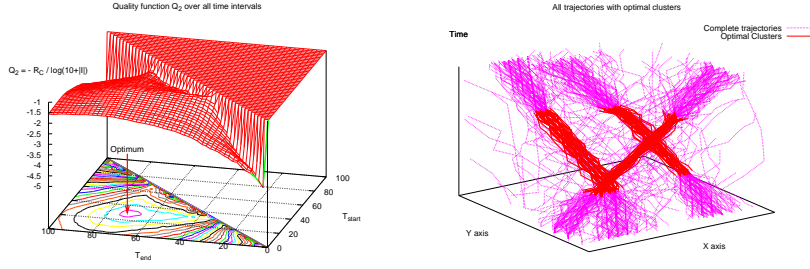 Quality function Q2 over all time intervals
Q2 = - RC / log(10+|I|)
-1
-1.5
-2
-2.5
-3
-3.5
-4
-4.5
-5
Optimum
100
80
60
40
20
0
Tend
0
20
40
60
80
100
Tstart
All trajectories with optimal clusters
Time
Complete trajectories
Optimal Clusters
Y axis
X axis